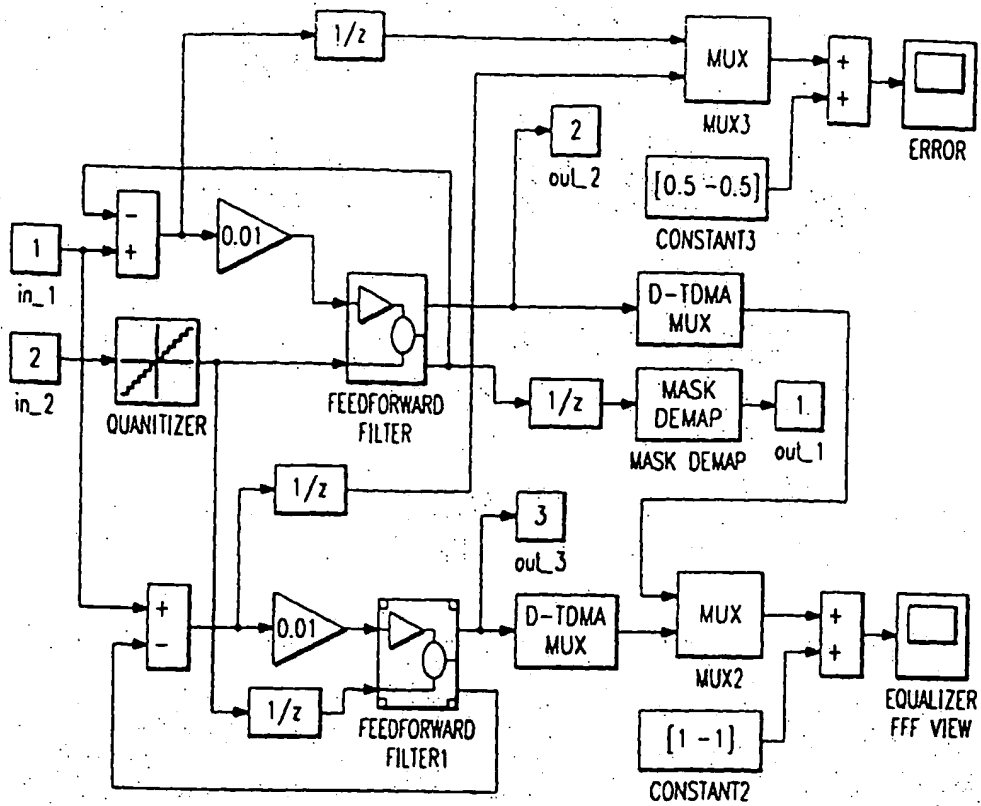 1/z
MUX
MUX3
+
+
ERROR
2
out_2
[0.5 -0.5]
CONSTANT3
-
+
0.01
1
in_1
2
in_2
QUANITIZER
FEEDFORWARD
FILTER
D-TDMA
MUX
1/z
MASK
DEMAP
MASK DEMAP
1
out_1
1/z
3
out_3
+
-
0.01
1/z
FEEDFORWARD
FILTER1
D-TDMA
MUX
MUX
MUX2
+
+
EQUALIZER
FFF VIEW
[1 -1]
CONSTANT2